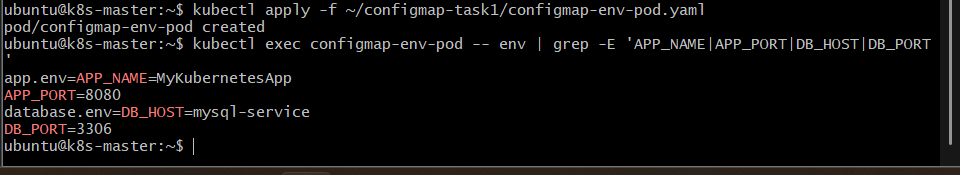 ubuntu@k8s-master:~$ kubectl apply -f ~/configmap-task1/configmap-env-pod.yaml
pod/configmap-env-pod created
ubuntu@k8s-master:~$ kubectl exec configmap-env-pod -- env | grep -E 'APP_NAME|APP_PORT|DB_HOST|DB_PORT
'
app.env=APP_NAME=MyKubernetesApp
APP_PORT=8080
database.env=DB_HOST=mysql-service
DB_PORT=3306
ubuntu@k8s-master:~$